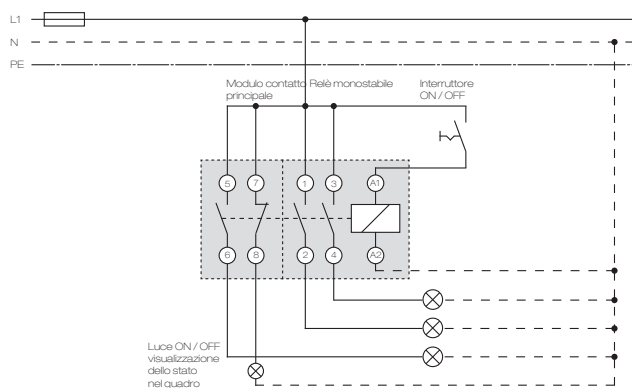 L1
N
PE
Modulo contatto Relè monostabile
principale
Interruttore
ON / OFF
5 7 1 3 A1
6 8 2 4 A2
Luce ON / OFF
visualizzazione
dello stato
nel quadro